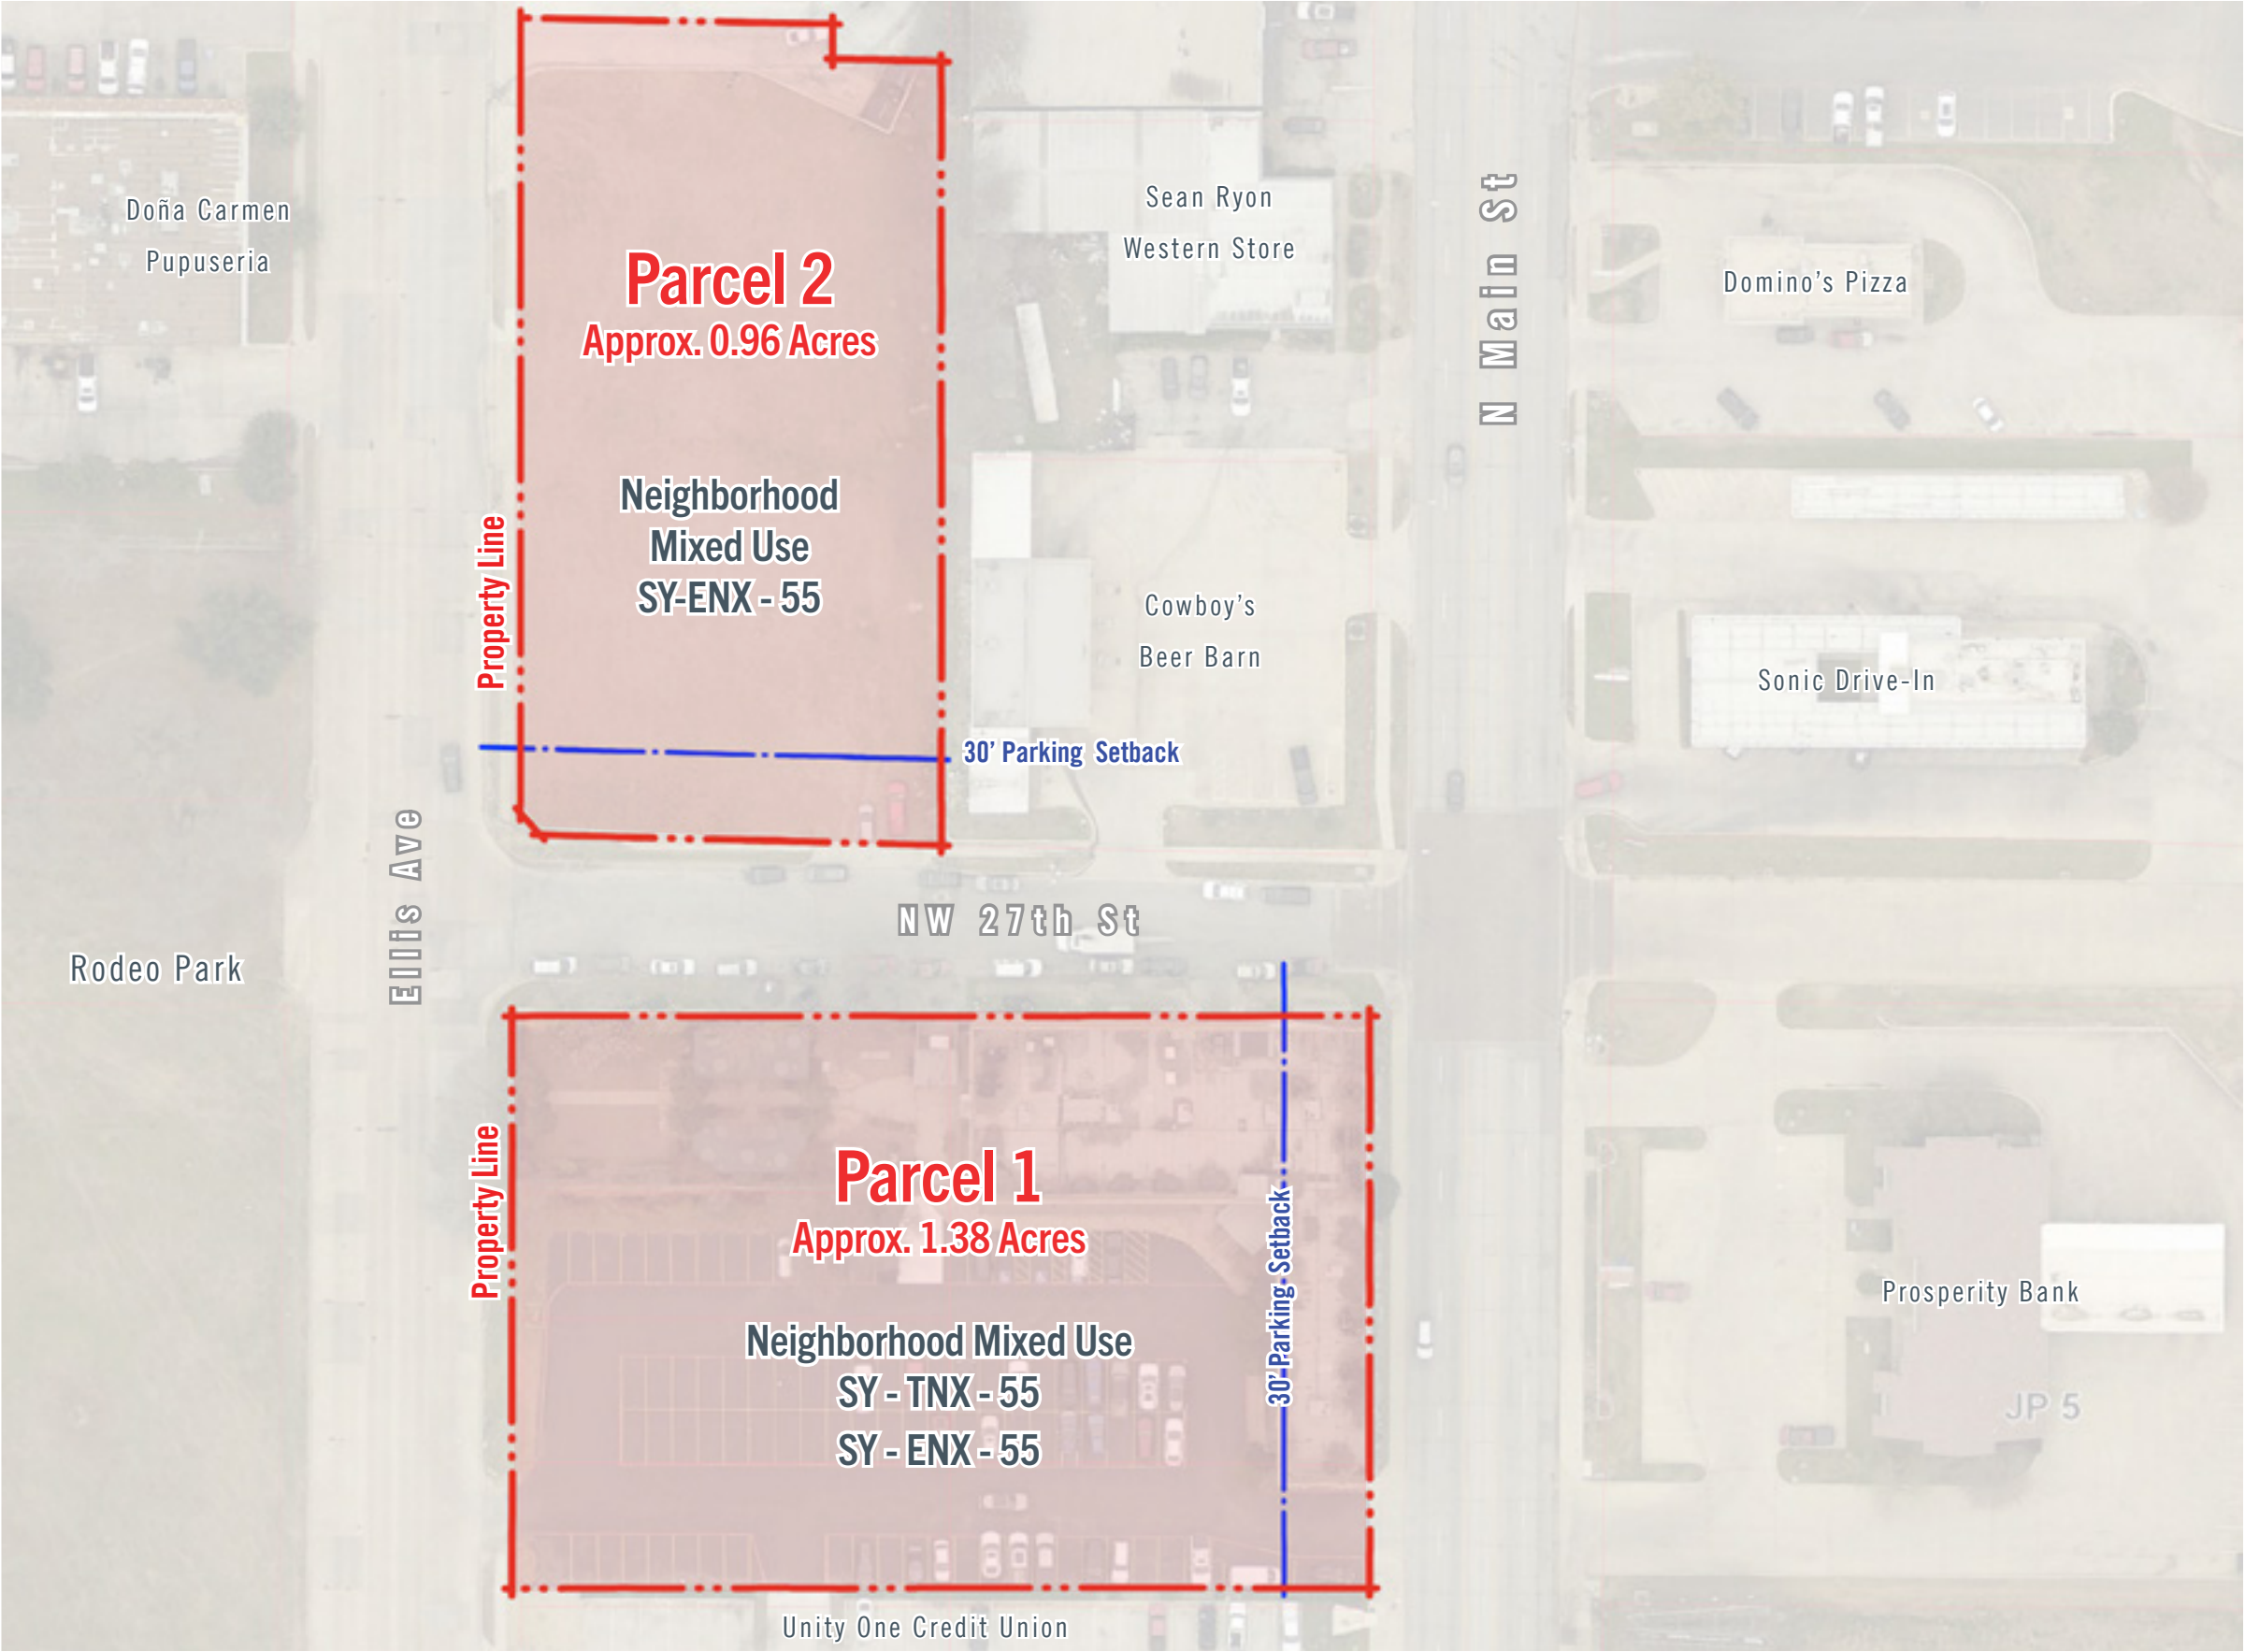 Doña Carmen
Pupuseria
Parcel 2
Approx. 0.96 Acres
Neighborhood
Mixed Use
SY-ENX - 55
Property Line
30' Parking Setback
Sean Ryon
Western Store
N Main St
Domino's Pizza
Cowboy's
Beer Barn
Sonic Drive-In
Ellis Ave
NW 27th St
Rodeo Park
Property Line
Parcel 1
Approx. 1.38 Acres
Neighborhood Mixed Use
SY - TNX - 55
SY - ENX - 55
30' Parking Setback
Prosperity Bank
JP 5
Unity One Credit Union